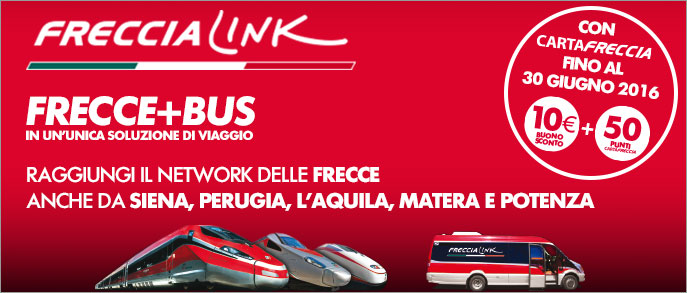 FRECCIALINK
FRECCE+BUS
IN UN'UNICA SOLUZIONE DI VIAGGIO
RAGGIUNGI IL NETWORK DELLE FRECCE
ANCHE DA SIENA, PERUGIA, L'AQUILA, MATERA E POTENZA
CON
CARTAFRECCIA
FINO AL
30 GIUGNO 2016
10€ + 50
BUONO SCONTO
PUNTI
CARTAFRECCIA
FRECCIALINK